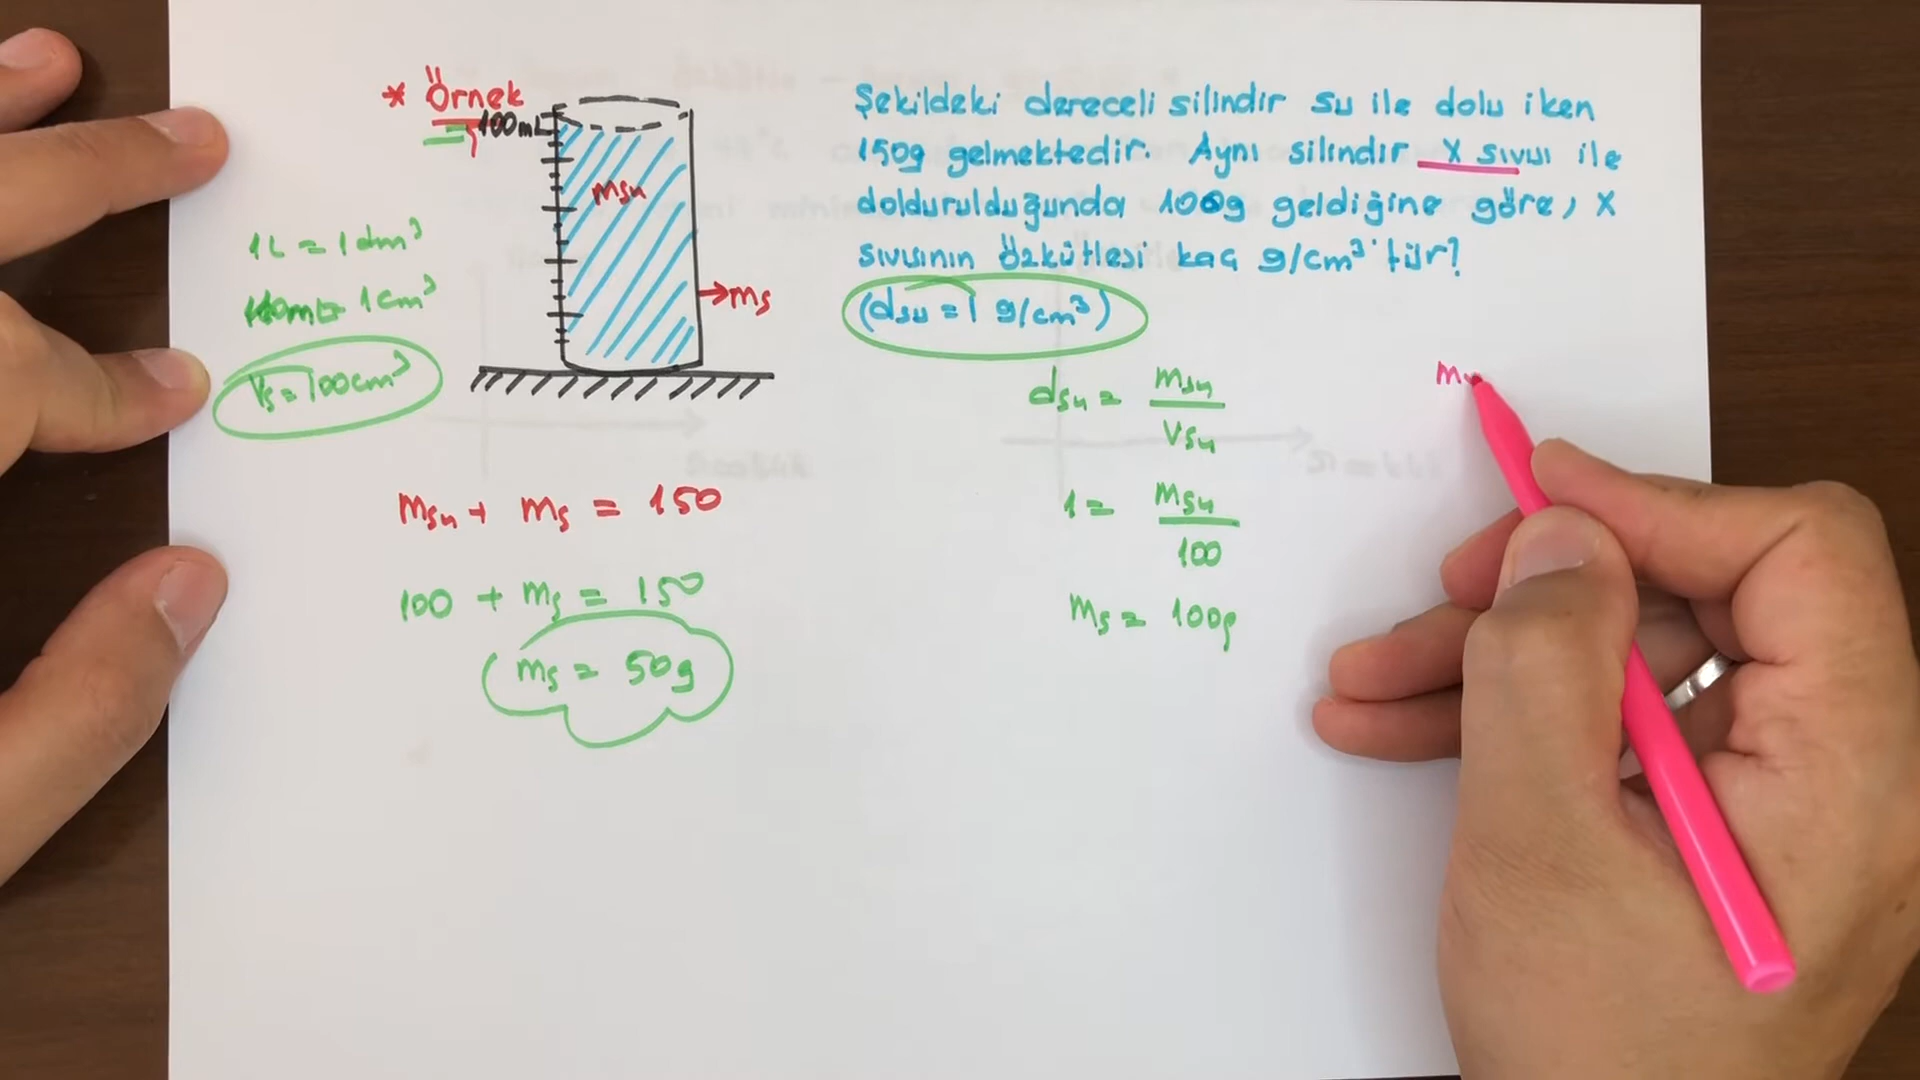 * Örnek
100mL
msu
→ms
1L = 1dm³
1cm³
Vs = 100cm³
Şekildeki dereceli silindir su ile dolu iken
150g gelmektedir. Aynı silindir X sıvısı ile
doldurulduğunda 100g geldiğine göre, X
sıvısının özkütlesi kaç g/cm³'tür?
(dsu = 1 g/cm³)
dsu = msu
Vsu
1 = msu
100
ms = 100g
msu + ms = 150
100 + ms = 150
ms = 50g